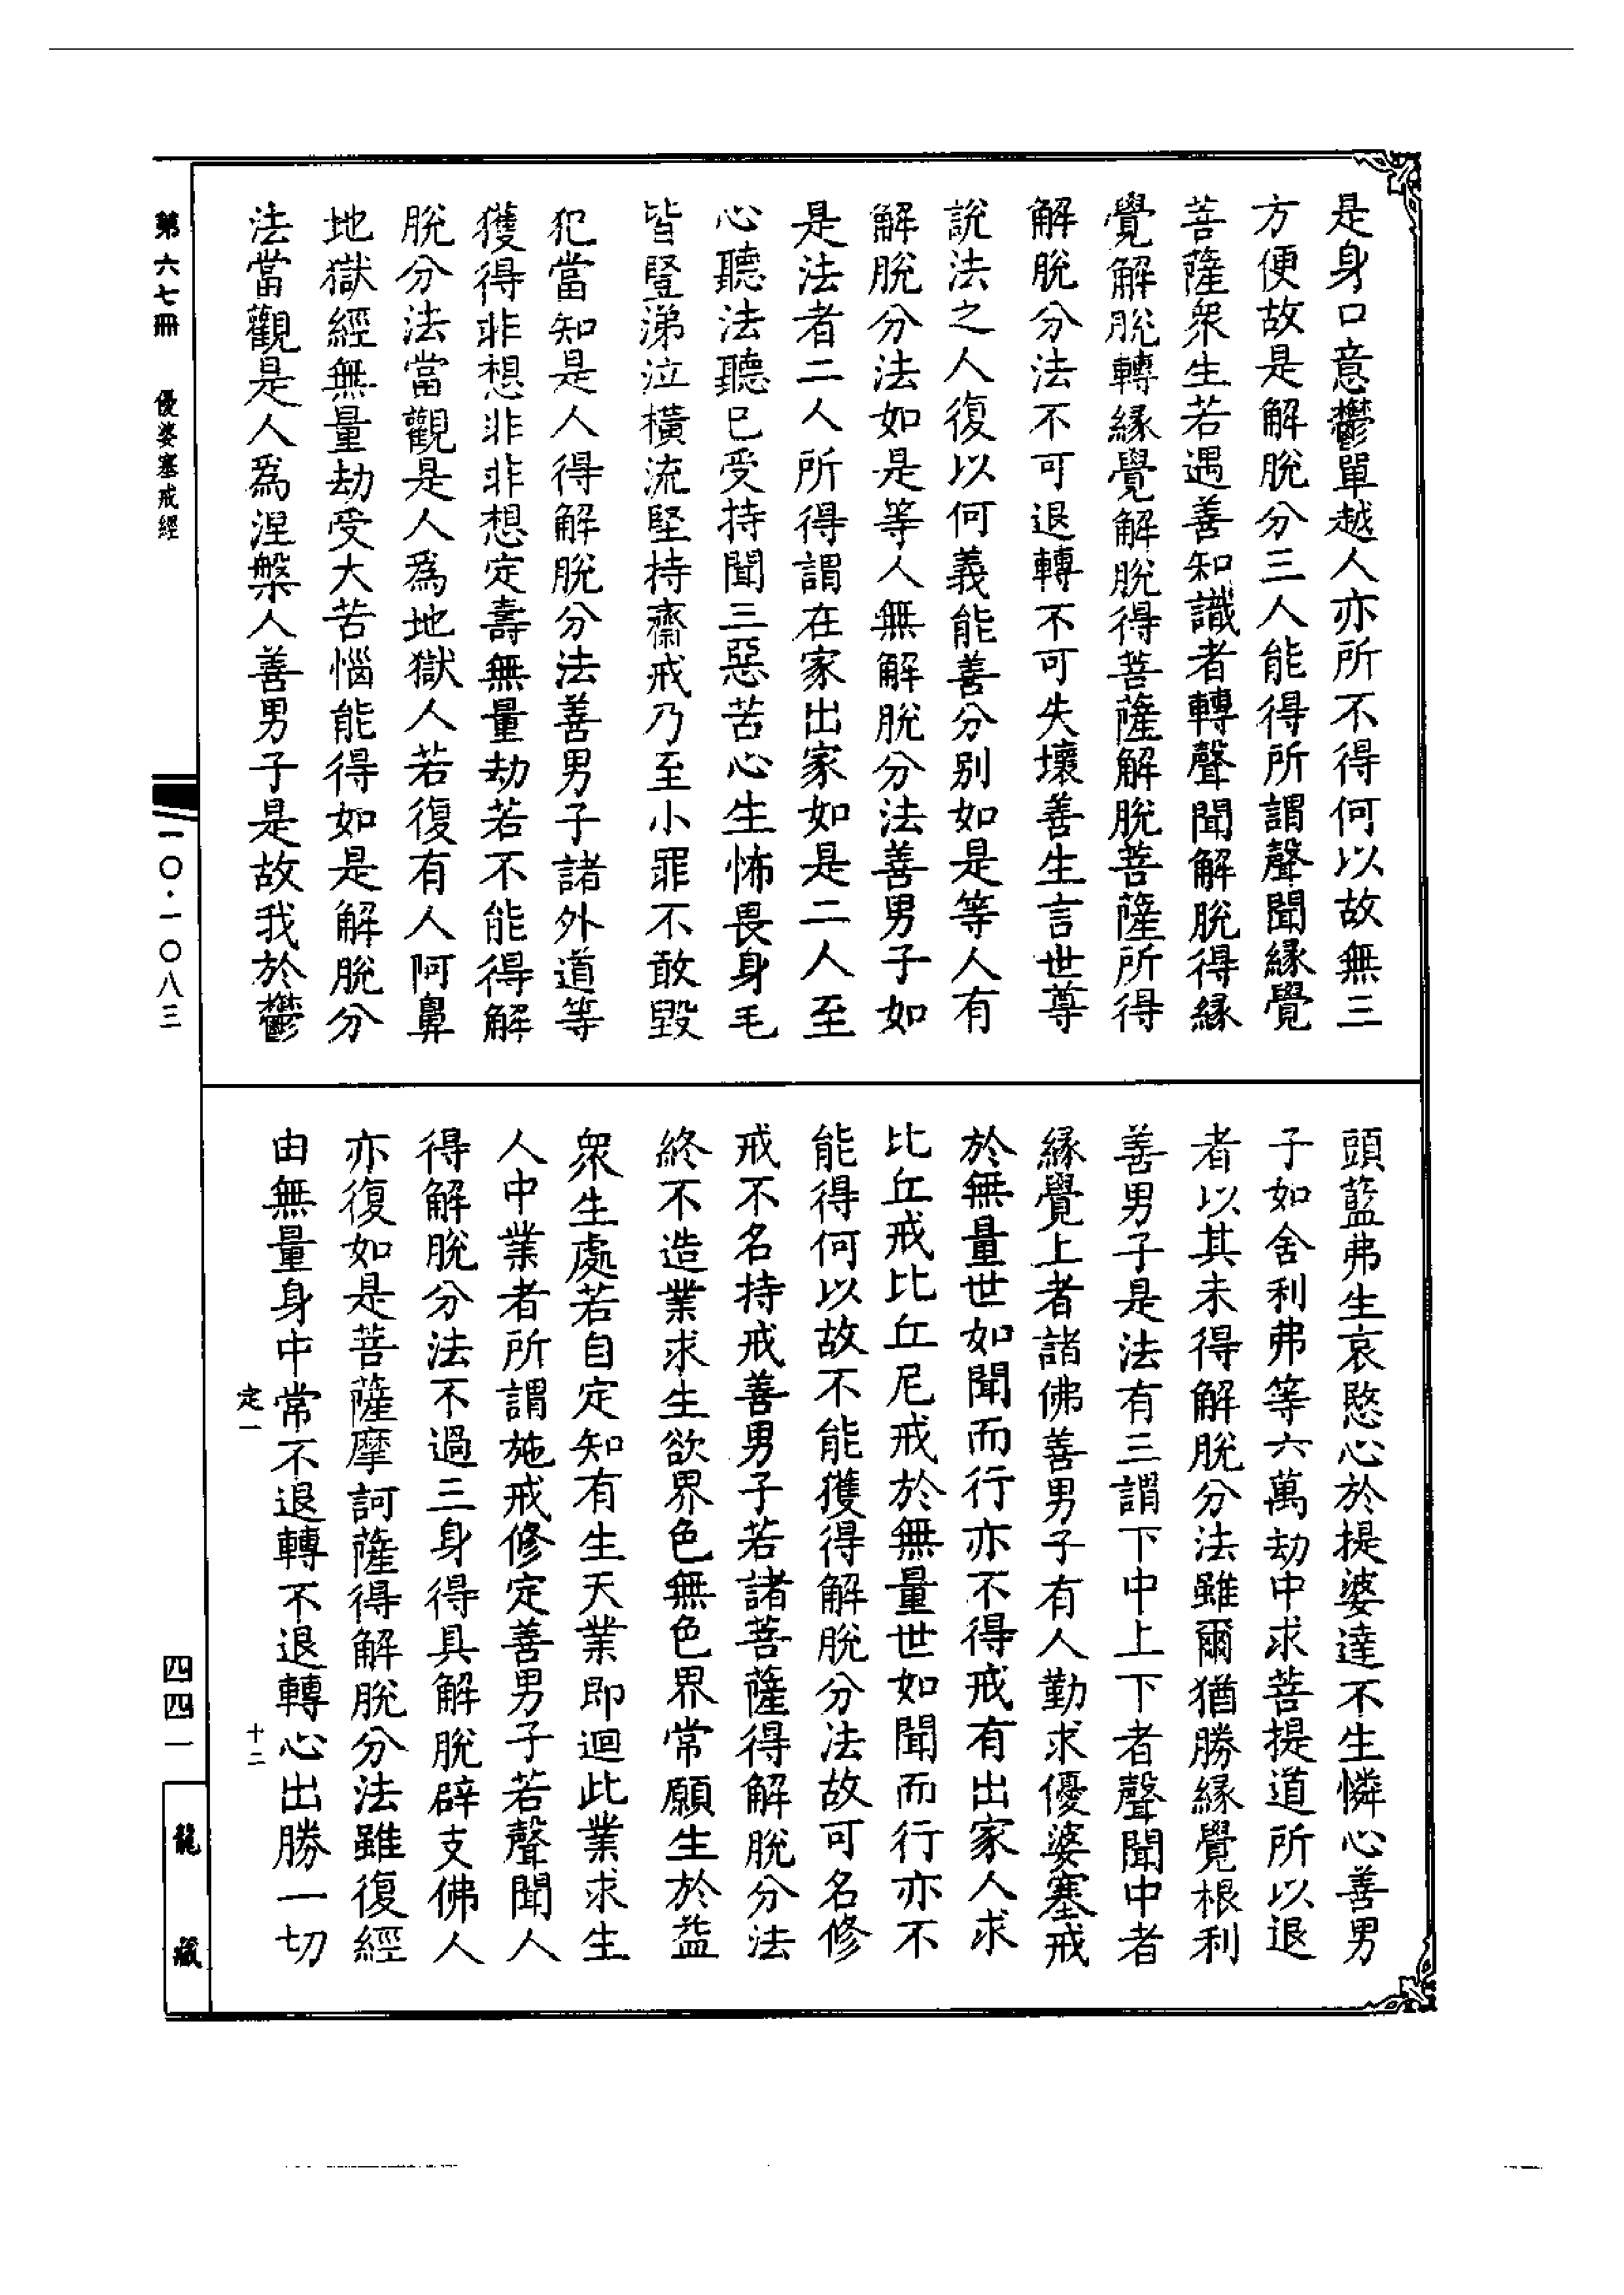 是身口意鬱單越人亦所不得何以故無三
方便故是解脫分三人能得所謂聲聞緣覺
菩薩衆生若遇善知識者轉聲聞解脫得緣
覺解脫轉緣覺解脫得菩薩解脫菩薩所得
解脫分法不可退轉不可失壞善生言世尊
說法之人復以何義能善分別如是等人有
解脫分法如是等人無解脫分法善男子如
是法者二人所得謂在家出家如是二人至
心聽法聽已受持聞三惡苦心生怖畏身毛
皆豎涕泣橫流堅持齋戒乃至小罪不敢毀
犯當知是人得解脫分法善男子諸外道等
獲得非想非非想定壽無量劫若不能得解
脫分法當觀是人爲地獄人若復有人阿鼻
地獄經無量劫受大苦惱能得如是解脫分
法當觀是人爲涅槃人善男子是故我於鬱
頭藍弗生哀愍心於提婆達不生憐心善男
子如舍利弗等六萬劫中求菩提道所以退
者以其未得解脫分法雖爾猶勝緣覺根利
善男子是法有三謂下中上下者聲聞中者
緣覺上者諸佛善男子有人勤求優婆塞戒
於無量世如聞而行亦不得戒有出家人求
比丘戒比丘尼戒於無量世如聞而行亦不
能得何以故不能獲得解脫分法故可名修
戒不名持戒善男子若諸菩薩得解脫分法
終不造業求生欲界色無色界常願生於益
衆生處若自定知有生天業即迴此業求生
人中業者所謂施戒修定善男子若聲聞人
得解脫分法不過三身得具解脫辟支佛人
亦復如是菩薩摩訶薩得解脫分法雖復經
由無量身中常不退轉不退轉心出勝一切
定一 十二
第六七冊 優婆塞戒經 一〇·一〇八三 四四一 龍藏